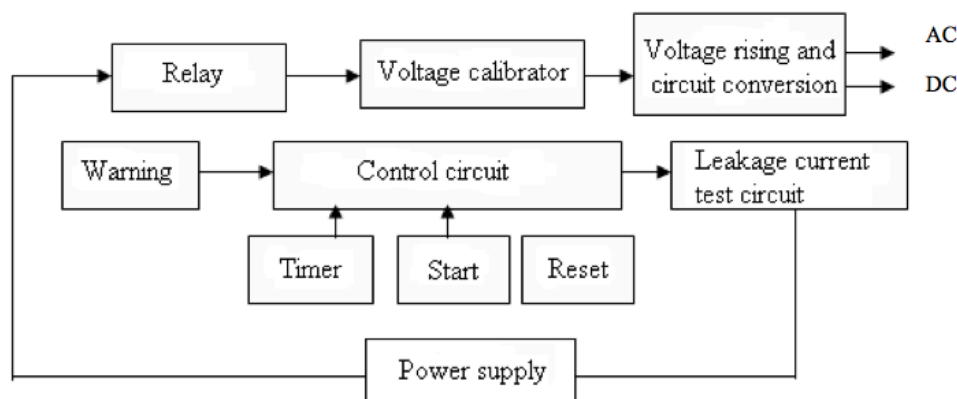 Relay
Voltage calibrator
Voltage rising and
circuit conversion
AC
DC
Warning
Control circuit
Leakage current
test circuit
Timer
Start
Reset
Power supply